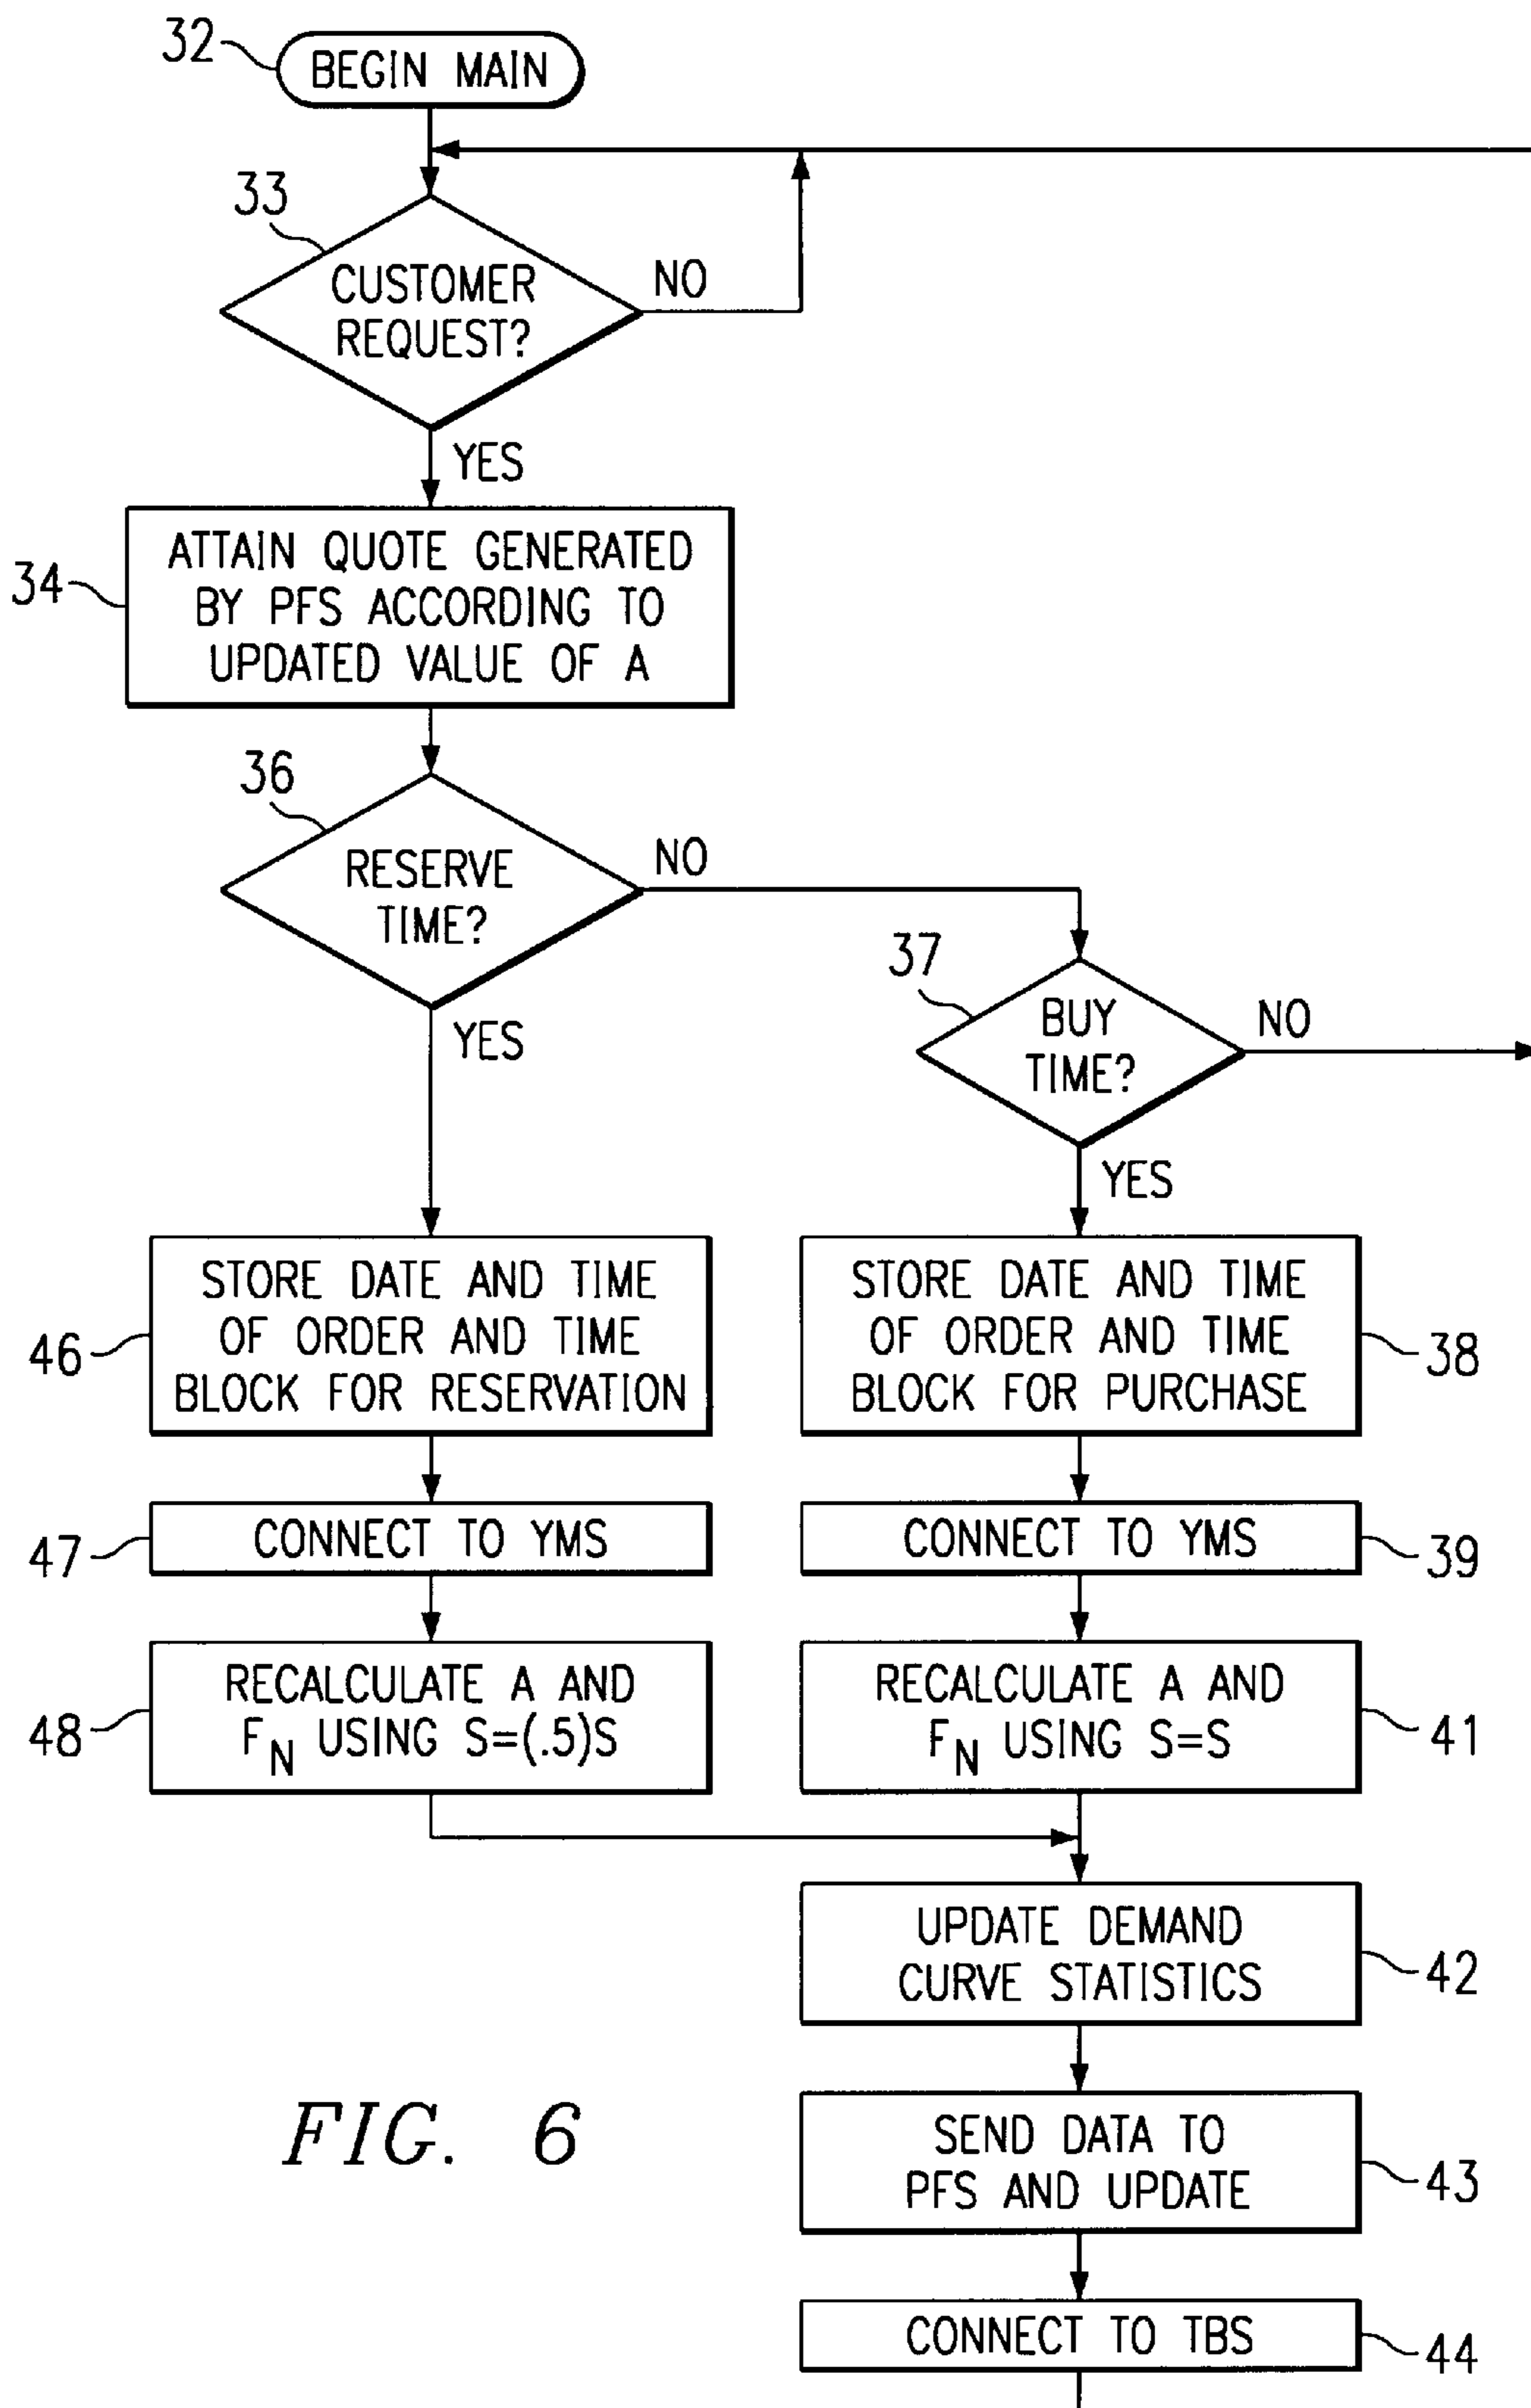 32
BEGIN MAIN
33
CUSTOMER
REQUEST?
NO
YES
34
ATTAIN QUOTE GENERATED
BY PFS ACCORDING TO
UPDATED VALUE OF A
36
RESERVE
TIME?
NO
YES
37
BUY
TIME?
NO
YES
46
STORE DATE AND TIME
OF ORDER AND TIME
BLOCK FOR RESERVATION
STORE DATE AND TIME
OF ORDER AND TIME
BLOCK FOR PURCHASE
38
47
CONNECT TO YMS
CONNECT TO YMS
39
48
RECALCULATE A AND
F_N USING S=(.5)S
RECALCULATE A AND
F_N USING S=S
41
UPDATE DEMAND
CURVE STATISTICS
42
SEND DATA TO
PFS AND UPDATE
43
CONNECT TO TBS
44
FIG. 6